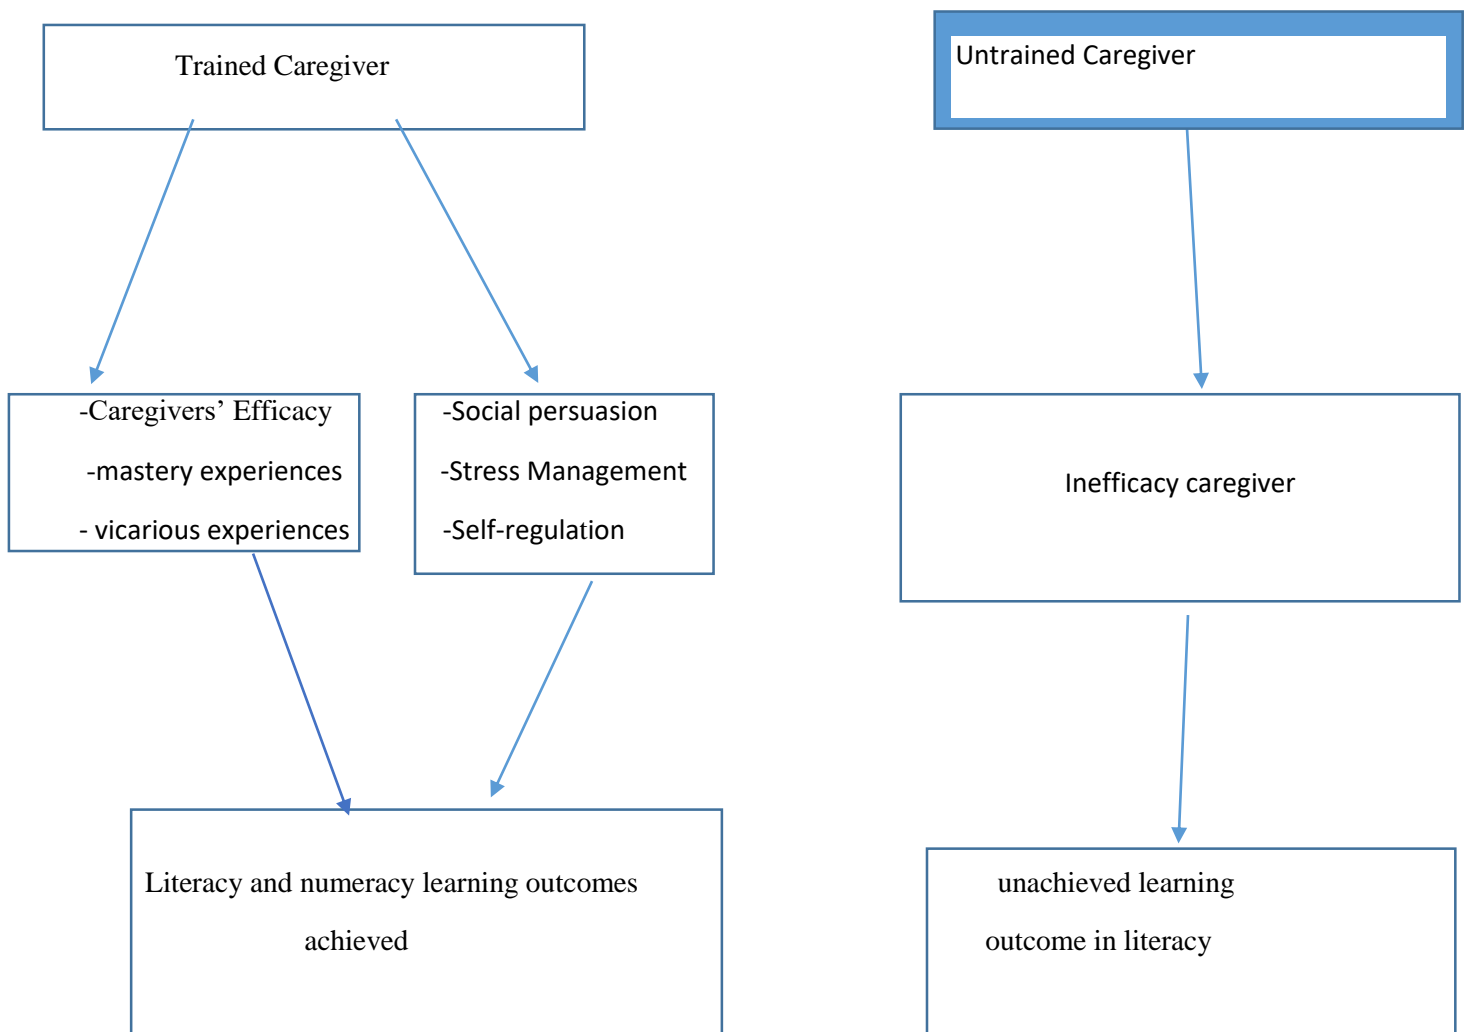 Trained Caregiver
Untrained Caregiver
-Caregivers’ Efficacy
-mastery experiences
- vicarious experiences
-Social persuasion
-Stress Management
-Self-regulation
Inefficacy caregiver
Literacy and numeracy learning outcomes
achieved
unachieved learning
outcome in literacy